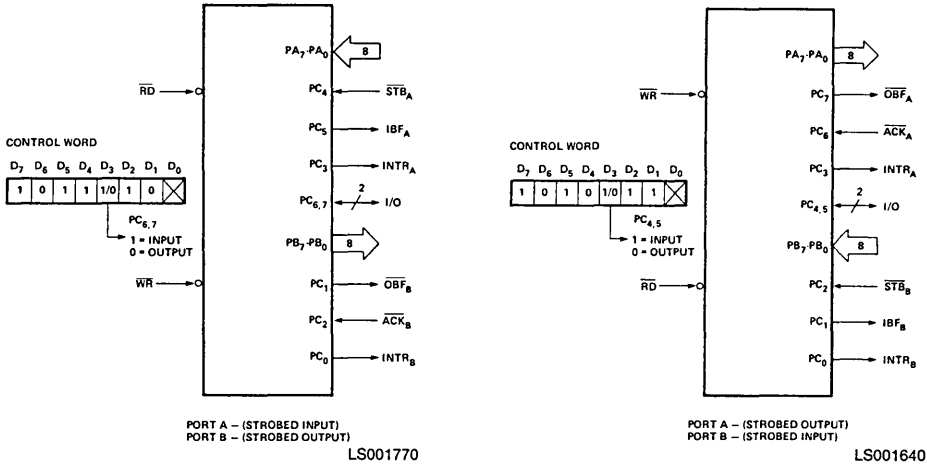 PA7-PA0 8
RD
PC4 STBA
PC5 IBFA
CONTROL WORD
PC3 INTRA
D7 D6 D5 D4 D3 D2 D1 D0
1 0 1 1 1/0 1 0
PC6,7 2 I/O
PC6,7
1 = INPUT
0 = OUTPUT
PB7-PB0 8
WR
PC1 OBFB
PC2 ACKB
PC0 INTRB
PORT A – (STROBED INPUT)
PORT B – (STROBED OUTPUT)
LS001770
PA7-PA0 8
WR
PC7 OBFA
PC6 ACKA
CONTROL WORD
PC3 INTRA
D7 D6 D5 D4 D3 D2 D1 D0
1 0 1 0 1/0 1 1
PC4,5 2 I/O
PC4,5
1 = INPUT
0 = OUTPUT
PB7-PB0 8
RD
PC2 STBB
PC1 IBFB
PC0 INTRB
PORT A – (STROBED OUTPUT)
PORT B – (STROBED INPUT)
LS001640